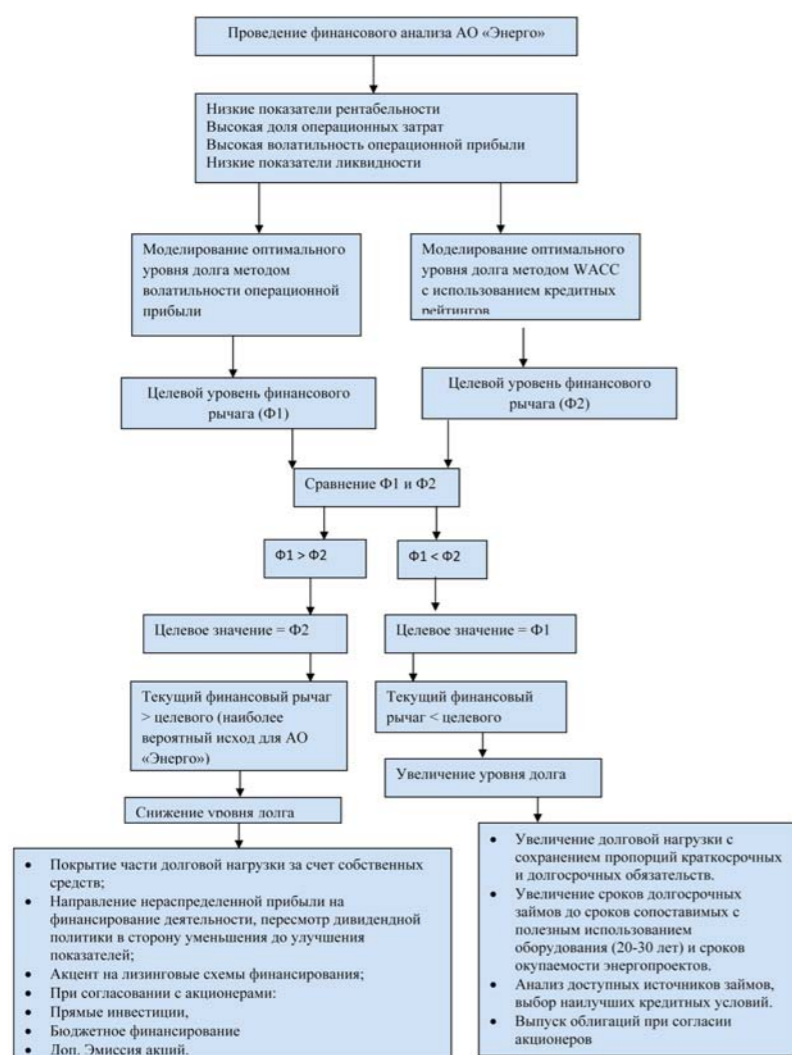 Проведение финансового анализа АО «Энерго»
Низкие показатели рентабельности
Высокая доля операционных затрат
Высокая волатильность операционной прибыли
Низкие показатели ликвидности
Моделирование оптимального
уровня долга методом
волатильности операционной
прибыли
Моделирование оптимального
уровня долга методом WACC
с использованием кредитных
рейтингов
Целевой уровень финансового
рычага (Ф1)
Целевой уровень финансового
рычага (Ф2)
Сравнение Ф1 и Ф2
Ф1 > Ф2
Ф1 < Ф2
Целевое значение = Ф2
Целевое значение = Ф1
Текущий финансовый рычаг
> целевого (наиболее
вероятный исход для АО
«Энерго»)
Текущий финансовый
рычаг < целевого
Снижение уровня долга
Увеличение уровня долга
• Покрытие части долговой нагрузки за счет собственных
средств;
• Направление нераспределенной прибыли на
финансирование деятельности, пересмотр дивидендной
политики в сторону уменьшения до улучшения
показателей;
• Акцент на лизинговые схемы финансирования;
• При согласовании с акционерами:
• Прямые инвестиции,
• Бюджетное финансирование
• Доп. Эмиссия акций.
• Увеличение долговой нагрузки с
сохранением пропорций краткосрочных
и долгосрочных обязательств.
• Увеличение сроков долгосрочных
займов до сроков сопоставимых с
полезным использованием
оборудования (20-30 лет) и сроков
окупаемости энергопроектов.
• Анализ доступных источников займов,
выбор наилучших кредитных условий.
• Выпуск облигаций при согласии
акционеров